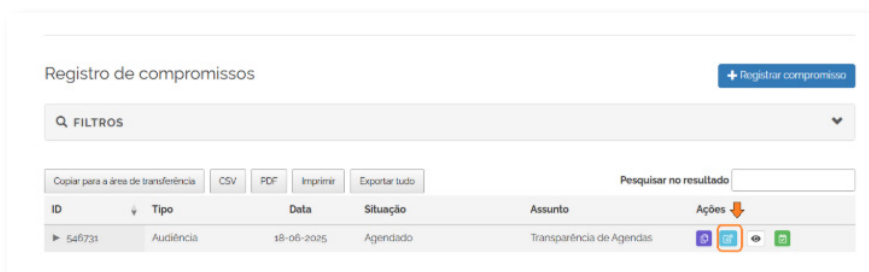 Registro de compromissos
+ Registrar compromisso
FILTROS
Copiar para a área de transferência CSV PDF Imprimir Exportar tudo Pesquisar no resultado
ID Tipo Data Situação Assunto Ações
546731 Audiência 18-06-2025 Agendado Transparência de Agendas